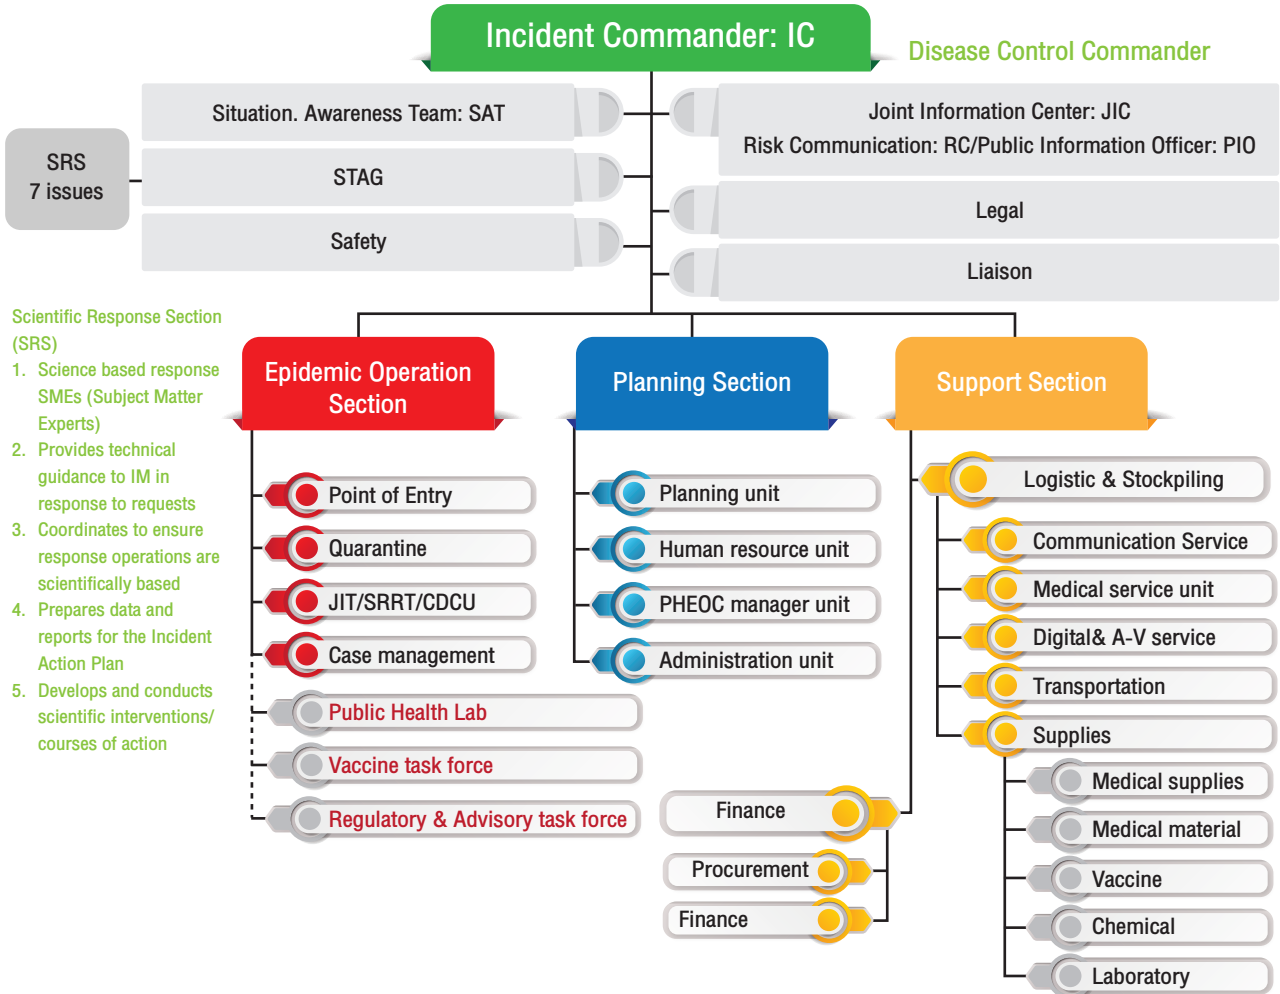 Incident Commander: IC
Disease Control Commander
Situation. Awareness Team: SAT
STAG
Safety
SRS
7 issues
Joint Information Center: JIC
Risk Communication: RC/Public Information Officer: PIO
Legal
Liaison
Scientific Response Section
(SRS)
1. Science based response
SMEs (Subject Matter
Experts)
2. Provides technical
guidance to IM in
response to requests
3. Coordinates to ensure
response operations are
scientifically based
4. Prepares data and
reports for the Incident
Action Plan
5. Develops and conducts
scientific interventions/
courses of action
Epidemic Operation
Section
Point of Entry
Quarantine
JIT/SRRT/CDCU
Case management
Public Health Lab
Vaccine task force
Regulatory & Advisory task force
Planning Section
Planning unit
Human resource unit
PHEOC manager unit
Administration unit
Support Section
Logistic & Stockpiling
Communication Service
Medical service unit
Digital& A-V service
Transportation
Supplies
Medical supplies
Medical material
Vaccine
Chemical
Laboratory
Finance
Procurement
Finance